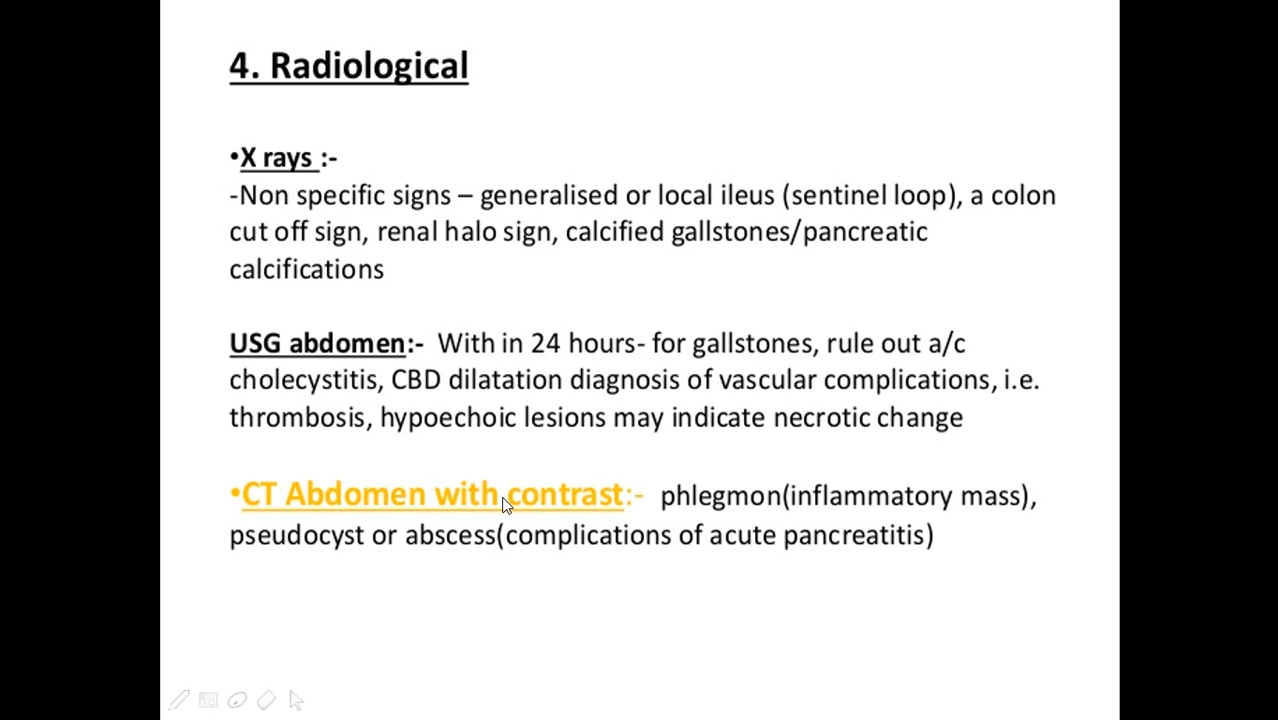 4. Radiological
•X rays :-
-Non specific signs – generalised or local ileus (sentinel loop), a colon
cut off sign, renal halo sign, calcified gallstones/pancreatic
calcifications
USG abdomen:- With in 24 hours- for gallstones, rule out a/c
cholecystitis, CBD dilatation diagnosis of vascular complications, i.e.
thrombosis, hypoechoic lesions may indicate necrotic change
•CT Abdomen with contrast:- phlegmon(inflammatory mass),
pseudocyst or abscess(complications of acute pancreatitis)